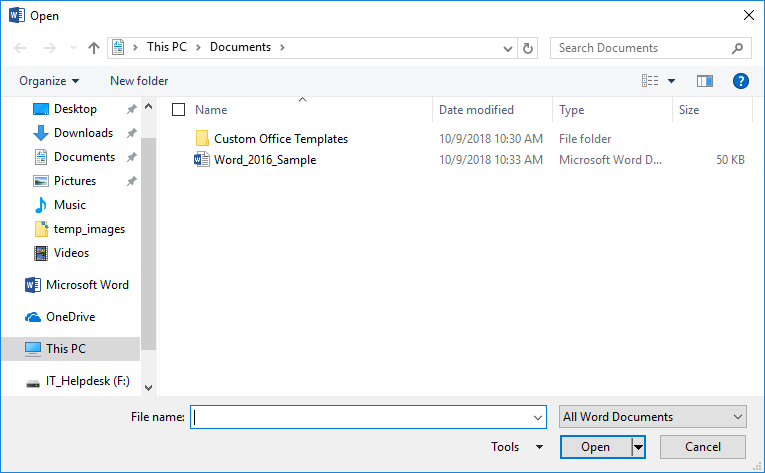 Open
This PC > Documents >
Search Documents
Organize
New folder
?
Name Date modified Type Size
Desktop
Downloads
Documents
Pictures
Music
temp_images
Videos
Microsoft Word
OneDrive
This PC
IT_Helpdesk (F:)
Custom Office Templates 10/9/2018 10:30 AM File folder
Word_2016_Sample 10/9/2018 10:33 AM Microsoft Word D... 50 KB
File name:
All Word Documents
Tools
Open
Cancel